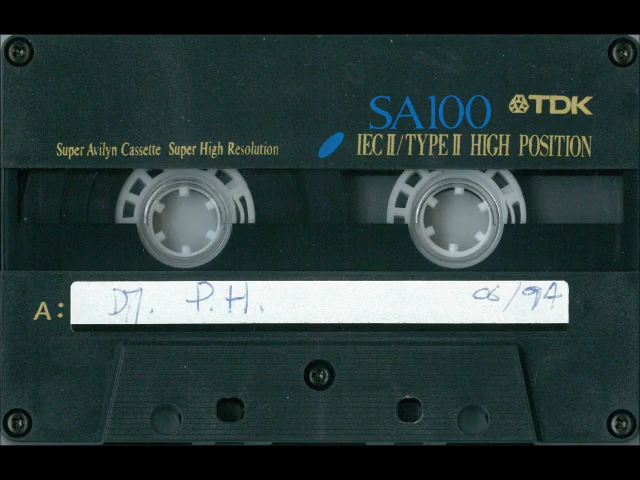 SA100 TDK
Super Avilyn Cassette Super High Resolution IEC II/TYPE II HIGH POSITION
A: DJ. P.H. 06/94